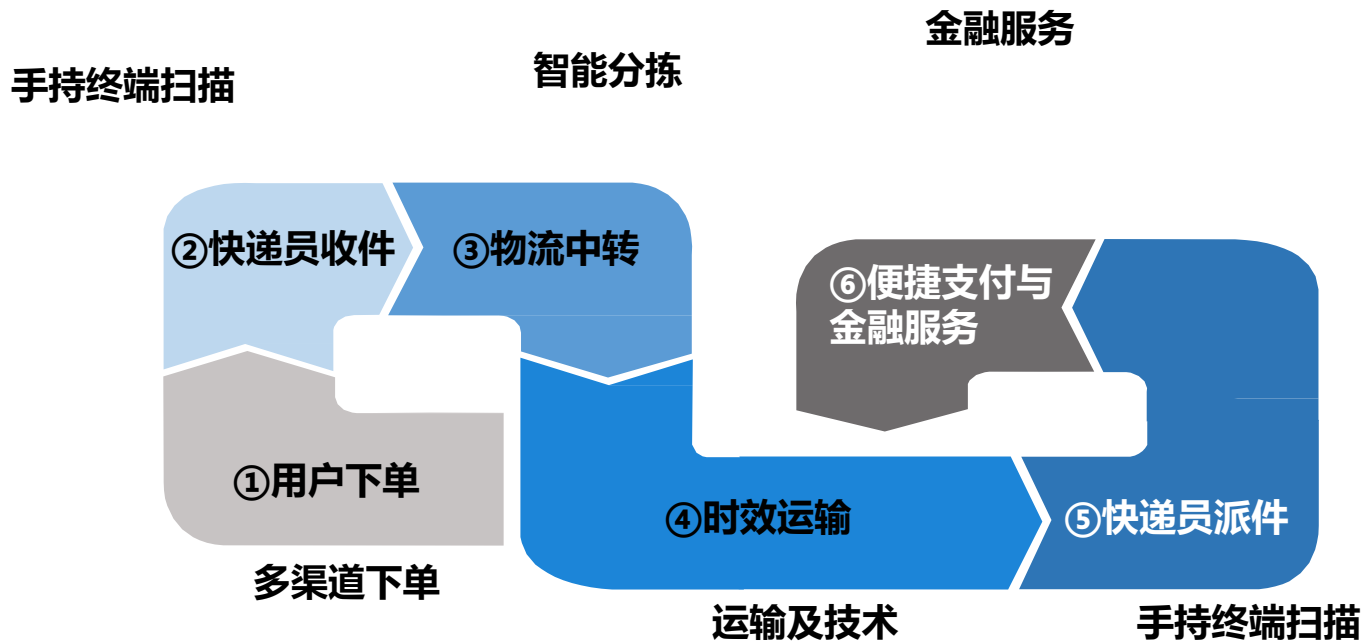 金融服务
智能分拣
手持终端扫描
②快递员收件
③物流中转
⑥便捷支付与
金融服务
①用户下单
④时效运输
⑤快递员派件
多渠道下单
运输及技术
手持终端扫描